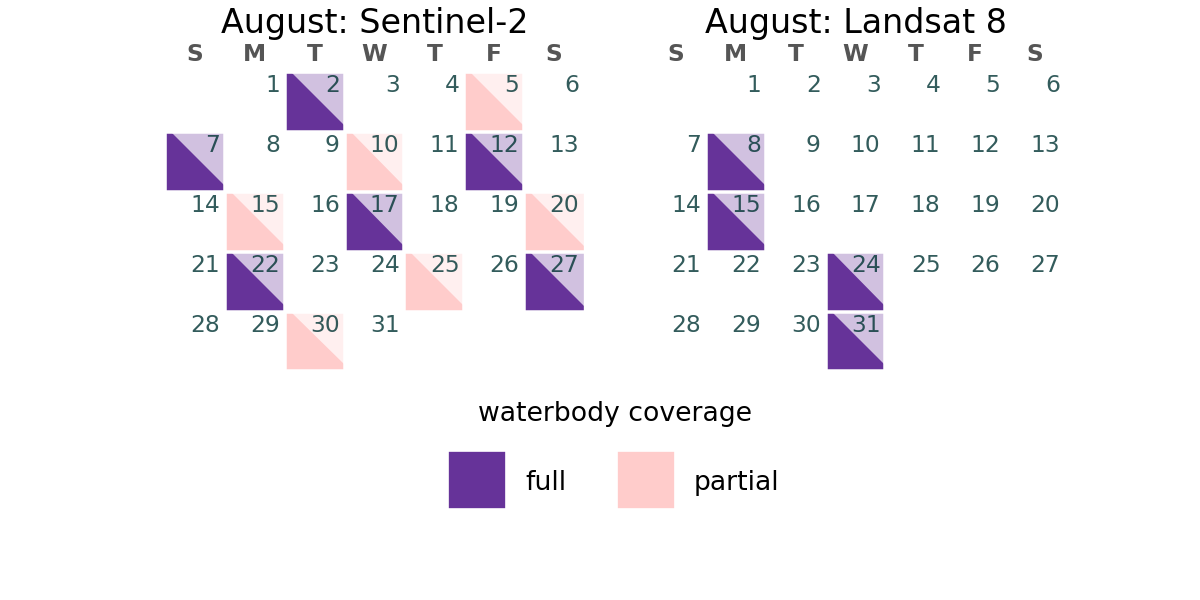 August: Sentinel-2
S M T W T F S
1 2 3 4 5 6
7 8 9 10 11 12 13
14 15 16 17 18 19 20
21 22 23 24 25 26 27
28 29 30 31
August: Landsat 8
S M T W T F S
1 2 3 4 5 6
7 8 9 10 11 12 13
14 15 16 17 18 19 20
21 22 23 24 25 26 27
28 29 30 31
waterbody coverage
full
partial